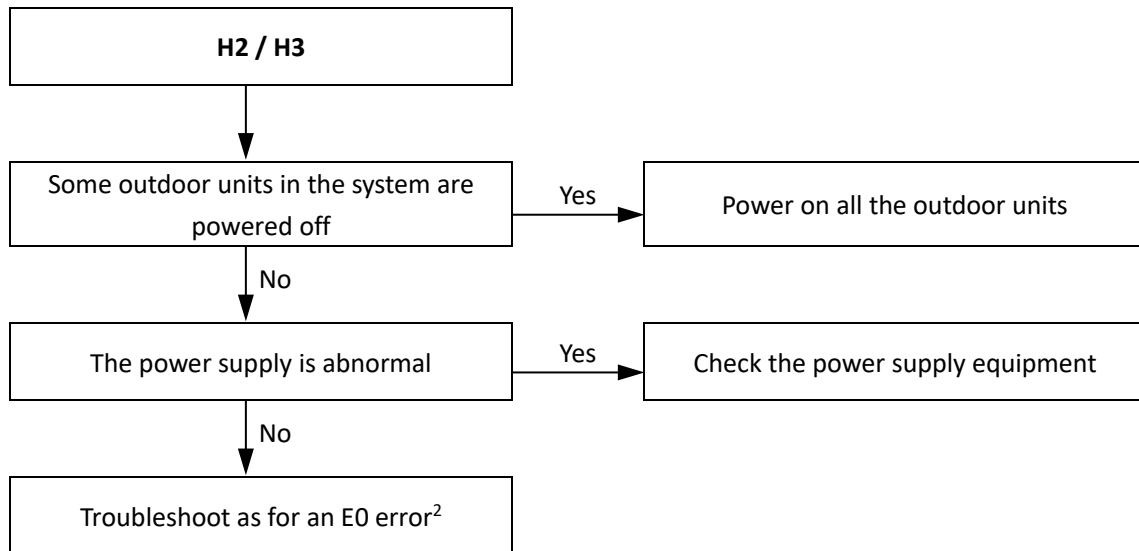 H2 / H3
Some outdoor units in the system are
powered off
Yes
Power on all the outdoor units
No
The power supply is abnormal
Yes
Check the power supply equipment
No
Troubleshoot as for an E0 error²